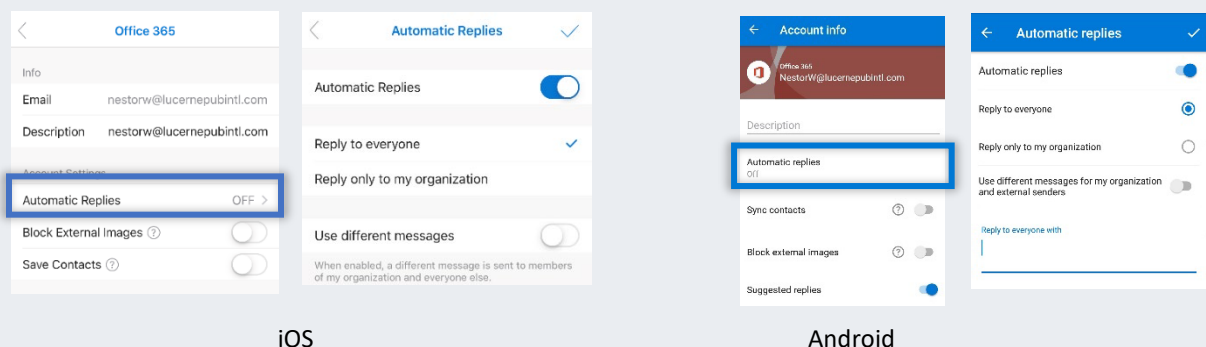 Office 365
Info
Email nestorw@lucernepubintl.com
Description nestorw@lucernepubintl.com
Account Settings
Automatic Replies OFF
Block External Images ?
Save Contacts ?
Automatic Replies
Automatic Replies
Reply to everyone
Reply only to my organization
Use different messages
When enabled, a different message is sent to members
of my organization and everyone else.
iOS
Account info
Office 365
NestorW@lucernepubintl.com
Description
Automatic replies
Sync contacts ?
Block external images ?
Suggested replies
Automatic replies
Automatic replies
Reply to everyone
Reply only to my organization
Use different messages for my organization
and external senders
Reply to everyone with
Android